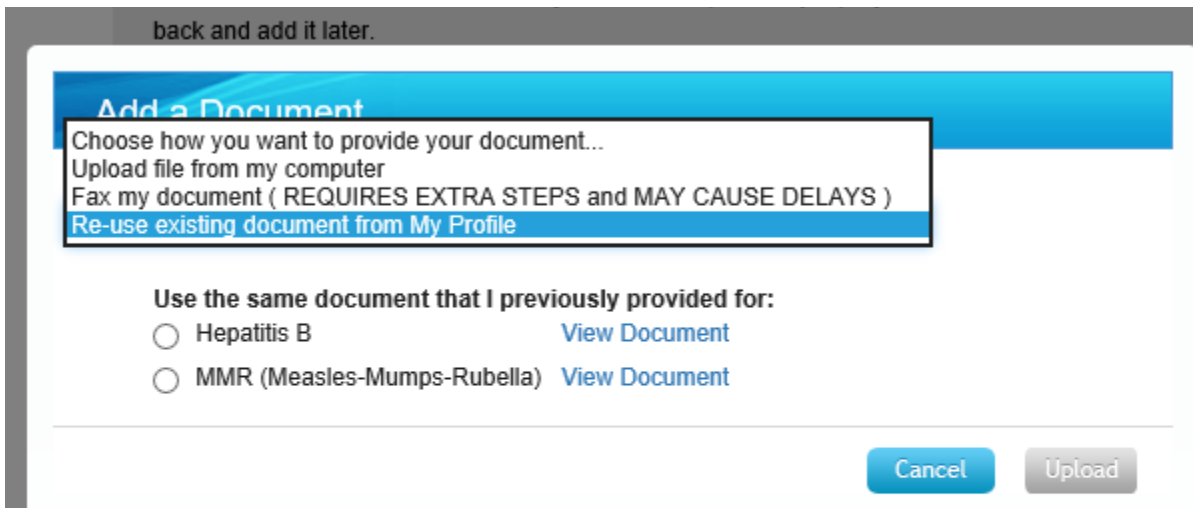 back and add it later.
Add a Document
Choose how you want to provide your document...
Upload file from my computer
Fax my document ( REQUIRES EXTRA STEPS and MAY CAUSE DELAYS )
Re-use existing document from My Profile
Use the same document that I previously provided for:
Hepatitis B View Document
MMR (Measles-Mumps-Rubella) View Document
Cancel Upload